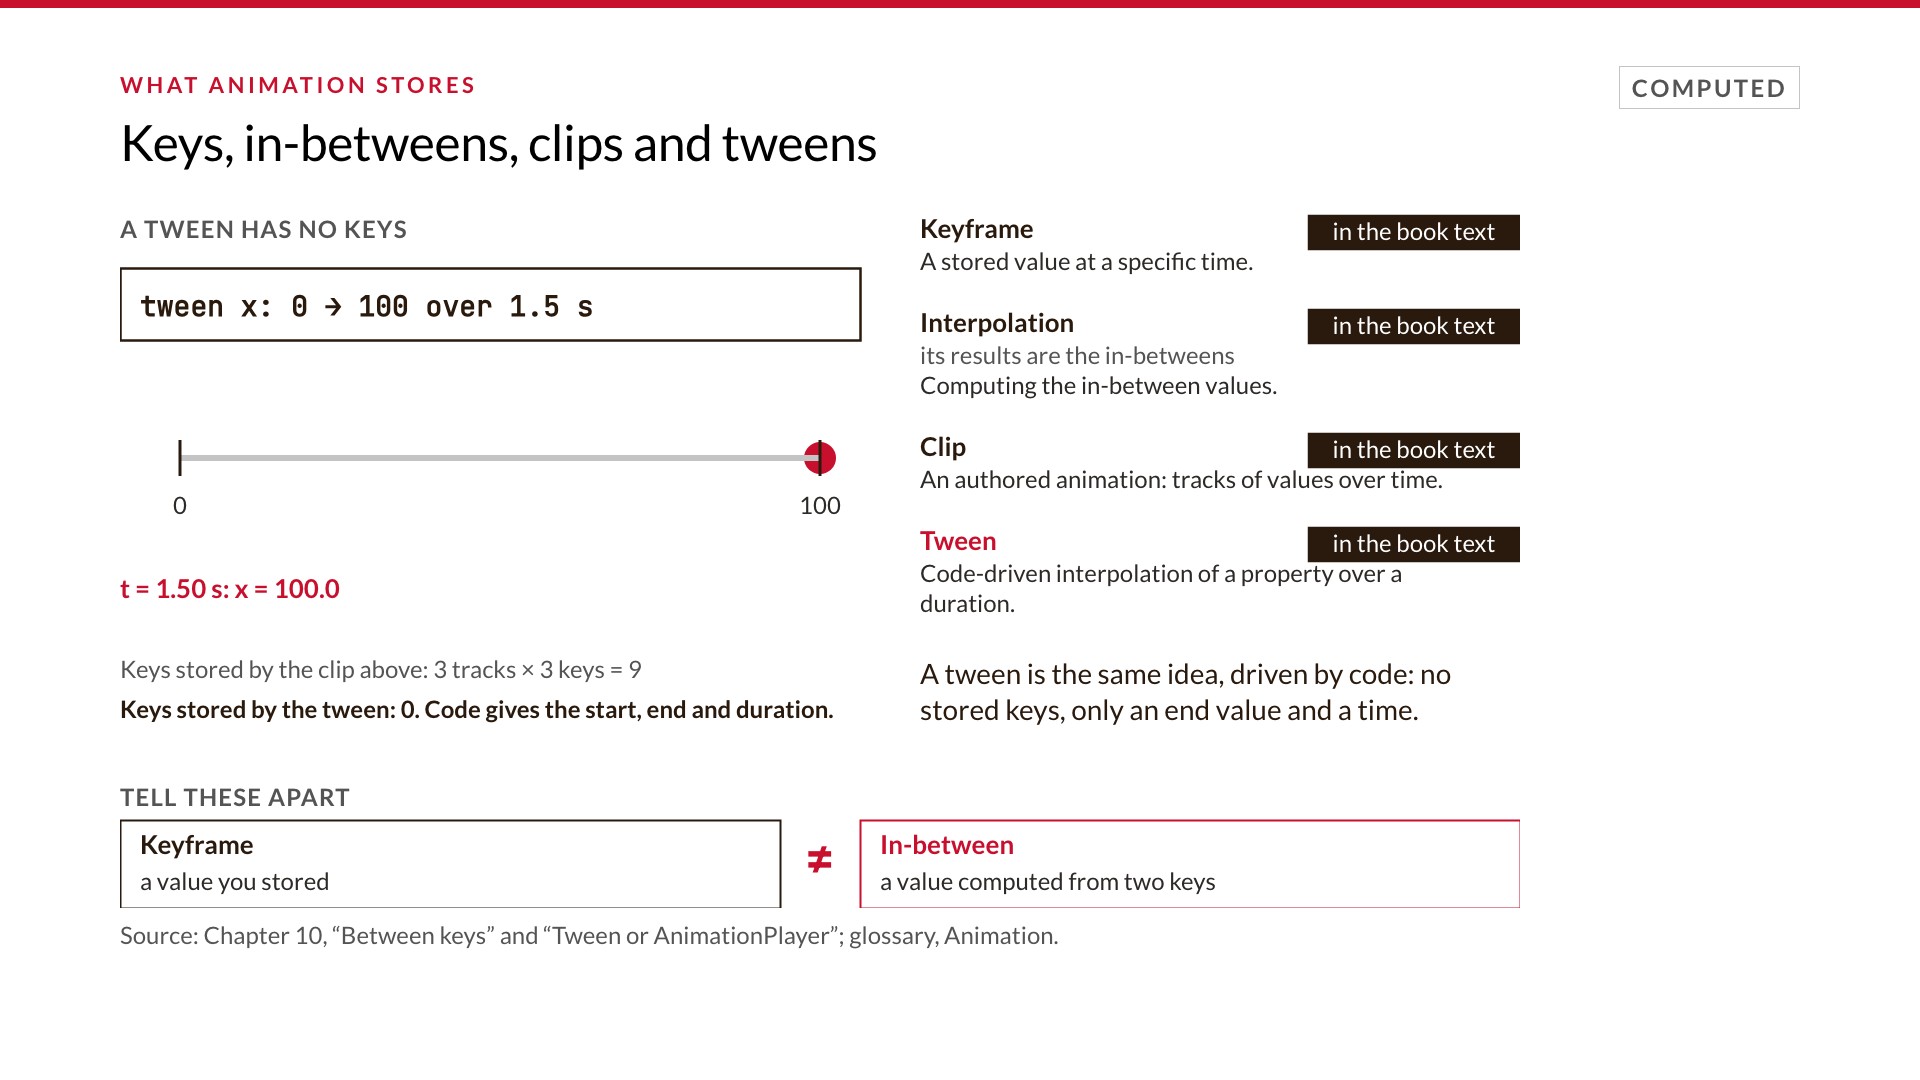 WHAT ANIMATION STORES
COMPUTED
Keys, in-betweens, clips and tweens
A TWEEN HAS NO KEYS
tween x: 0 → 100 over 1.5 s
0
100
t = 1.50 s: x = 100.0
Keys stored by the clip above: 3 tracks × 3 keys = 9
Keys stored by the tween: 0. Code gives the start, end and duration.
Keyframe
in the book text
A stored value at a specific time.
Interpolation
in the book text
its results are the in-betweens
Computing the in-between values.
Clip
in the book text
An authored animation: tracks of values over time.
Tween
in the book text
Code-driven interpolation of a property over a
duration.
A tween is the same idea, driven by code: no
stored keys, only an end value and a time.
TELL THESE APART
Keyframe
a value you stored
≠
In-between
a value computed from two keys
Source: Chapter 10, “Between keys” and “Tween or AnimationPlayer”; glossary, Animation.